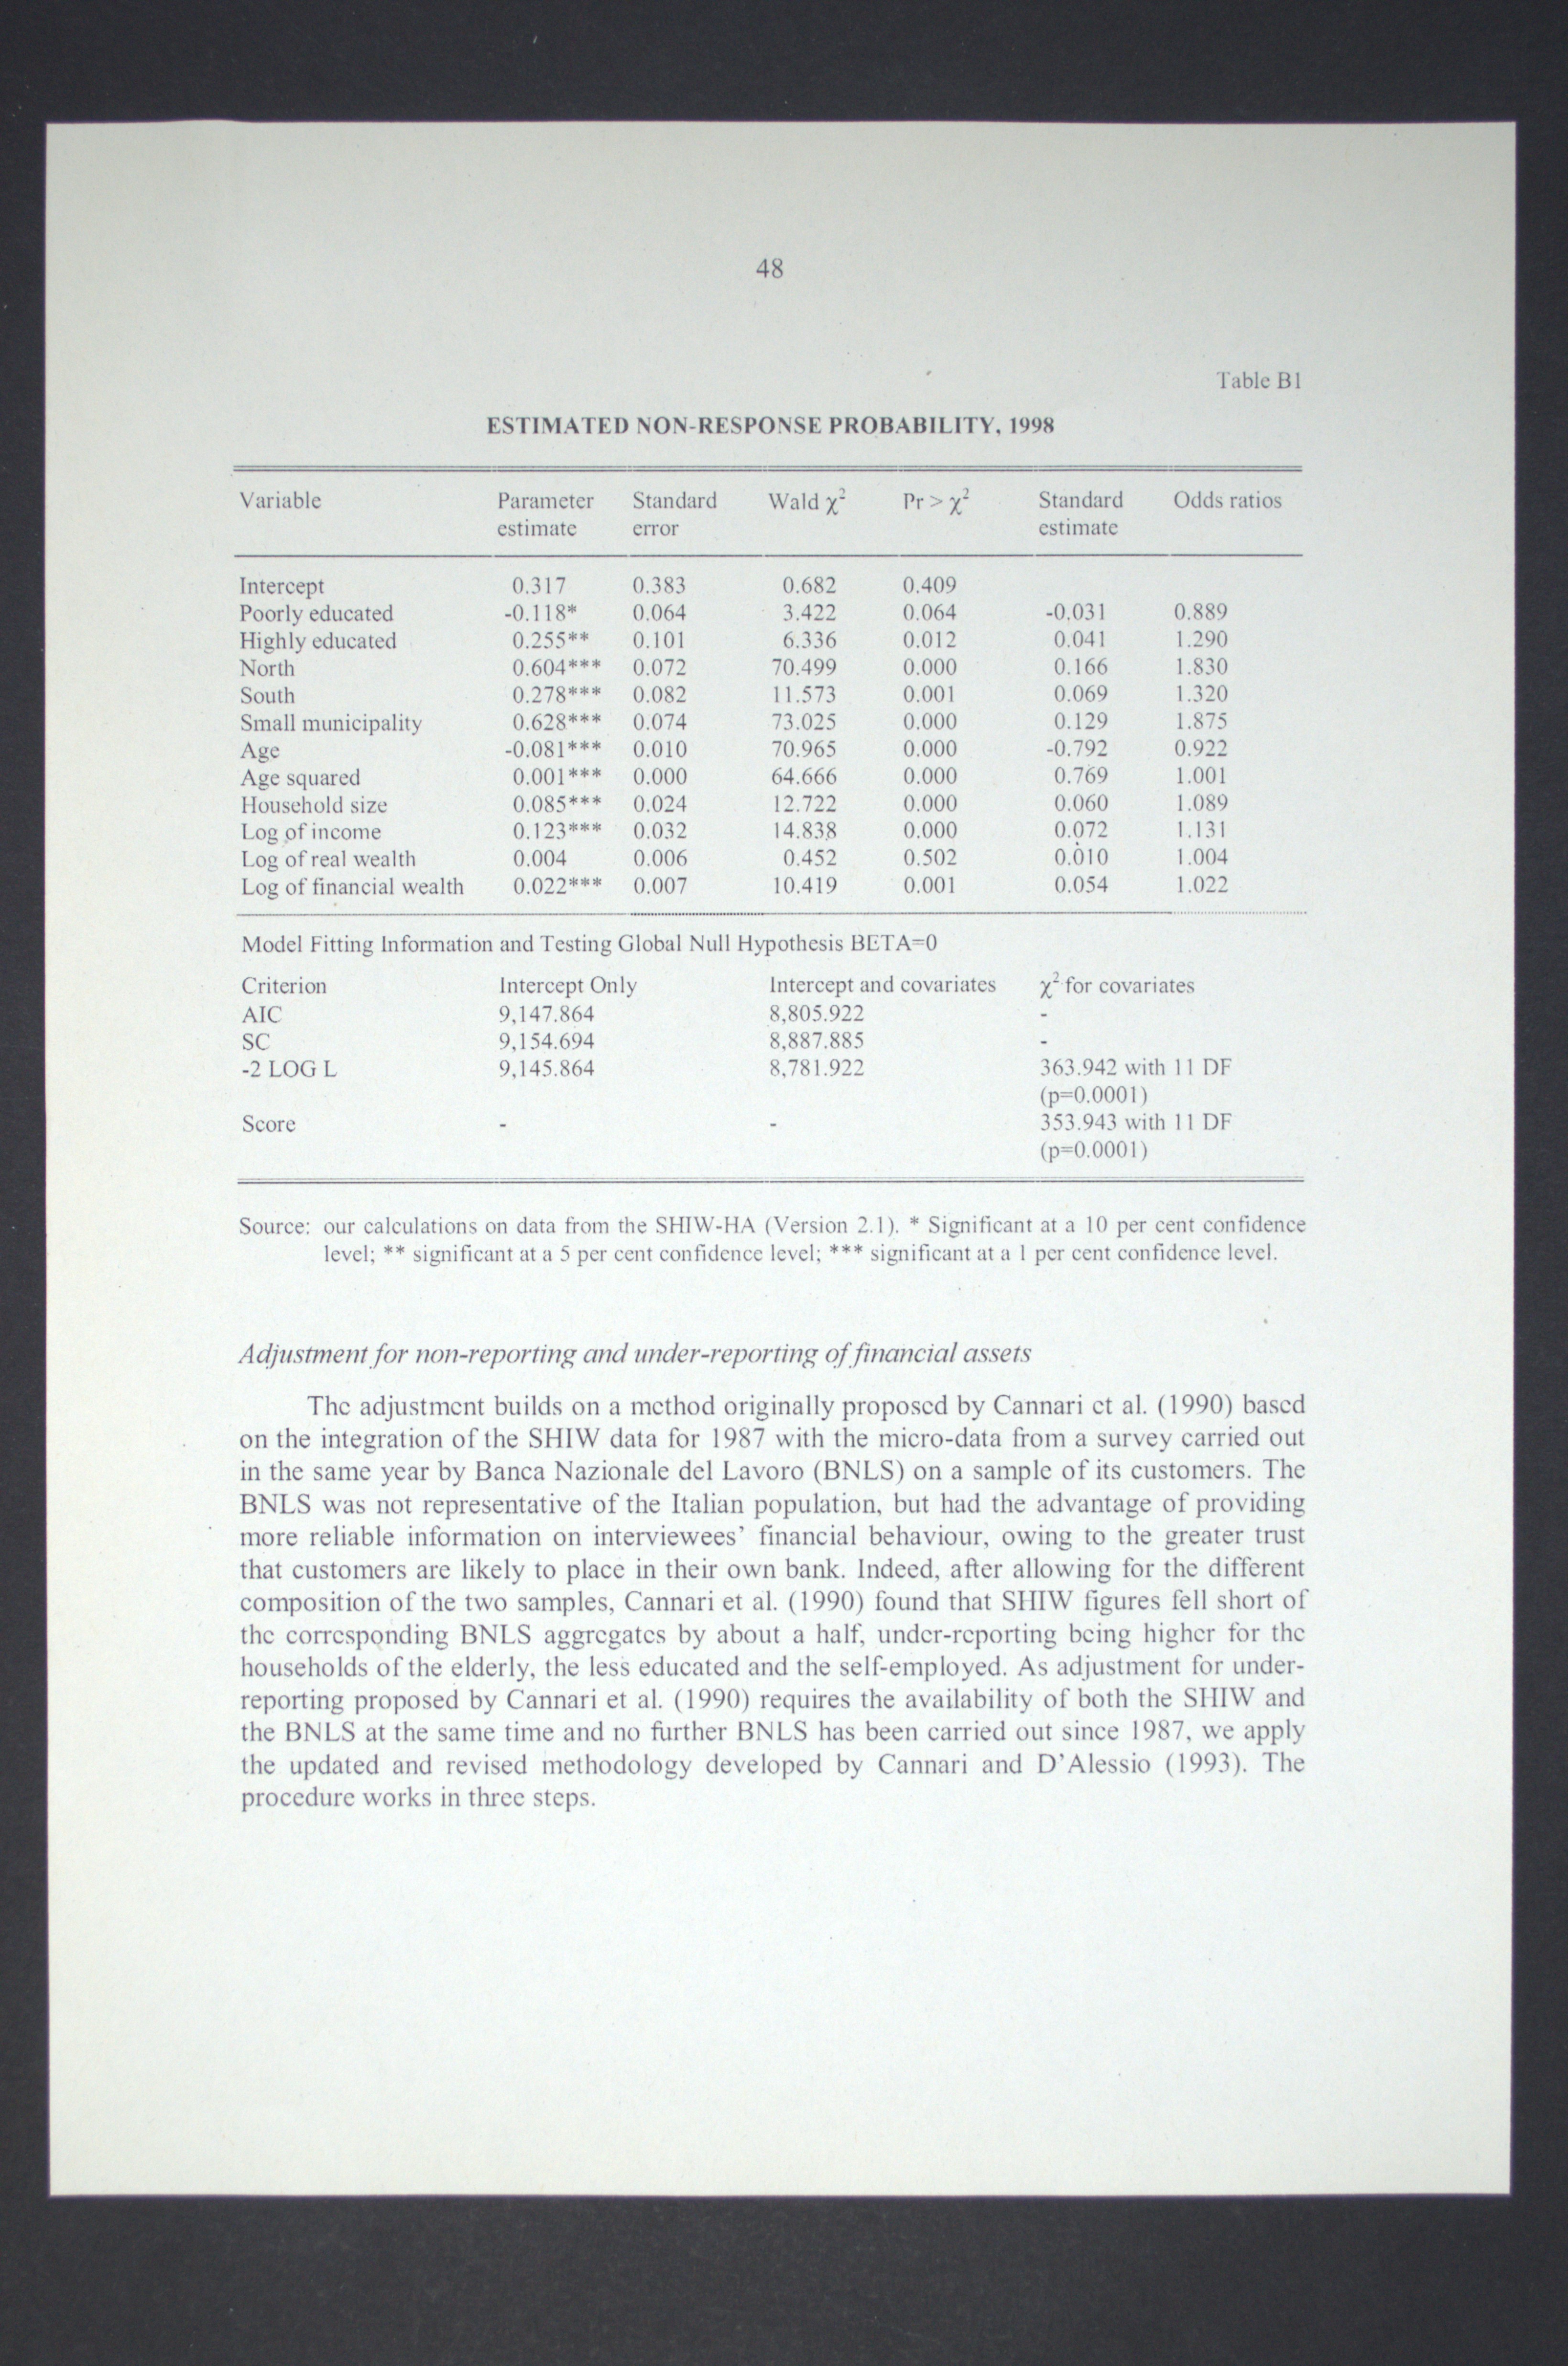 48
Table B1
ESTIMATED NON-RESPONSE PROBABILITY, 1998
Variable Parameter estimate Standard error Wald χ² Pr > χ² Standard estimate Odds ratios
Intercept 0.317 0.383 0.682 0.409
Poorly educated -0.118* 0.064 3.422 0.064 -0.031 0.889
Highly educated 0.255** 0.101 6.336 0.012 0.041 1.290
North 0.604*** 0.072 70.499 0.000 0.166 1.830
South 0.278*** 0.082 11.573 0.001 0.069 1.320
Small municipality 0.628*** 0.074 73.025 0.000 0.129 1.875
Age -0.081*** 0.010 70.965 0.000 -0.792 0.922
Age squared 0.001*** 0.000 64.666 0.000 0.769 1.001
Household size 0.085*** 0.024 12.722 0.000 0.060 1.089
Log of income 0.123*** 0.032 14.838 0.000 0.072 1.131
Log of real wealth 0.004 0.006 0.452 0.502 0.010 1.004
Log of financial wealth 0.022*** 0.007 10.419 0.001 0.054 1.022
Model Fitting Information and Testing Global Null Hypothesis BETA=0
Criterion Intercept Only Intercept and covariates χ² for covariates
AIC 9,147.864 8,805.922 -
SC 9,154.694 8,887.885 -
-2 LOG L 9,145.864 8,781.922 363.942 with 11 DF
(p=0.0001)
Score - - 353.943 with 11 DF
(p=0.0001)
Source: our calculations on data from the SHIW-HA (Version 2.1). * Significant at a 10 per cent confidence
level; ** significant at a 5 per cent confidence level; *** significant at a 1 per cent confidence level.
Adjustment for non-reporting and under-reporting of financial assets
The adjustment builds on a method originally proposed by Cannari et al. (1990) based
on the integration of the SHIW data for 1987 with the micro-data from a survey carried out
in the same year by Banca Nazionale del Lavoro (BNLS) on a sample of its customers. The
BNLS was not representative of the Italian population, but had the advantage of providing
more reliable information on interviewees' financial behaviour, owing to the greater trust
that customers are likely to place in their own bank. Indeed, after allowing for the different
composition of the two samples, Cannari et al. (1990) found that SHIW figures fell short of
the corresponding BNLS aggregates by about a half, under-reporting being higher for the
households of the elderly, the less educated and the self-employed. As adjustment for under-
reporting proposed by Cannari et al. (1990) requires the availability of both the SHIW and
the BNLS at the same time and no further BNLS has been carried out since 1987, we apply
the updated and revised methodology developed by Cannari and D'Alessio (1993). The
procedure works in three steps.